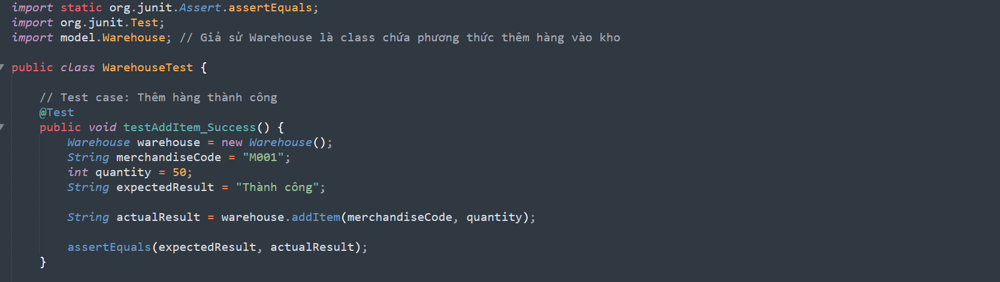 import static org.junit.Assert.assertEquals;
import org.junit.Test;
import model.Warehouse; // Giả sử Warehouse là class chứa phương thức thêm hàng vào kho
public class WarehouseTest {
// Test case: Thêm hàng thành công
@Test
public void testAddItem_Success() {
Warehouse warehouse = new Warehouse();
String merchandiseCode = "M001";
int quantity = 50;
String expectedResult = "Thành công";
String actualResult = warehouse.addItem(merchandiseCode, quantity);
assertEquals(expectedResult, actualResult);
}